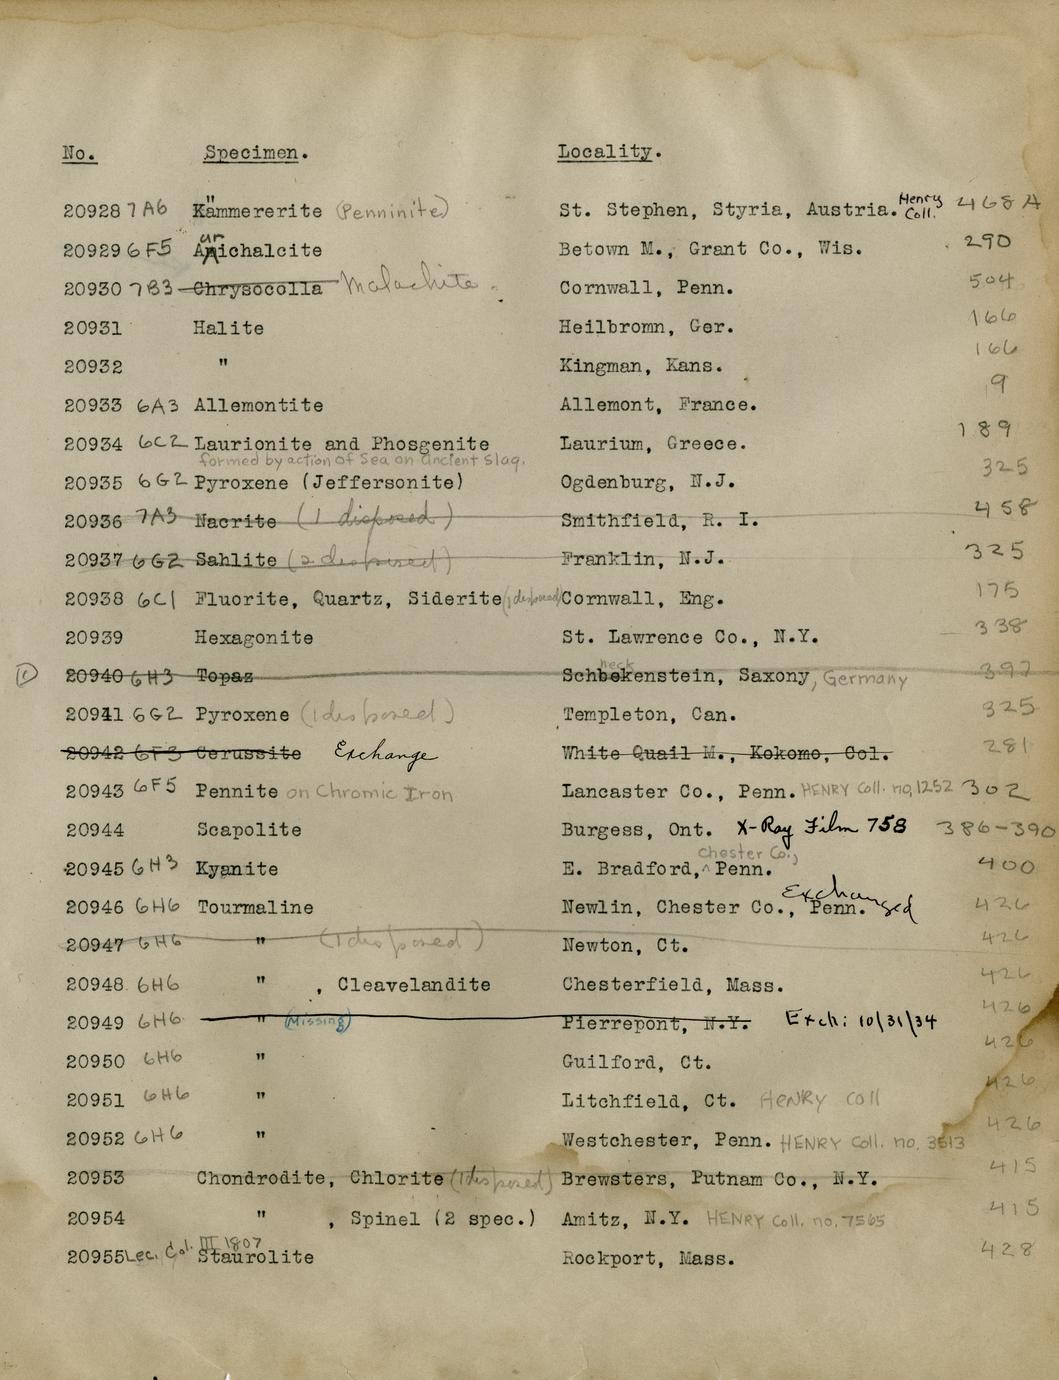 No. Specimen. Locality.
20928 7A6 Kämmererite (Penninite) St. Stephen, Styria, Austria. Henry Coll. 468A
20929 6F5 Aurichalcite Betown M., Grant Co., Wis. 290
20930 7B3 Chrysocolla Malachite. Cornwall, Penn. 504
20931 Halite Heilbromn, Ger. 166
20932 " Kingman, Kans. 166
20933 6A3 Allemontite Allemont, France. 9
20934 6C2 Laurionite and Phosgenite Laurium, Greece. 189
formed by action of Sea on ancient Slag.
20935 6G2 Pyroxene (Jeffersonite) Ogdenburg, N.J. 325
20936 7A3 Nacrite (1 disposed) Smithfield, R. I. 458
20937 6G2 Sahlite (2 disposed) Franklin, N.J. 325
20938 6C1 Fluorite, Quartz, Siderite (1 disposed) Cornwall, Eng. 175
20939 Hexagonite St. Lawrence Co., N.Y. 338
D 20940 6H3 Topaz Schneckenstein, Saxony, Germany 397
20941 6G2 Pyroxene (1 disposed) Templeton, Can. 325
20942 6F3 Cerussite Exchange White Quail M., Kokomo, Col. 281
20943 6F5 Pennite on Chromic Iron Lancaster Co., Penn. HENRY Coll. no. 1252 302
20944 Scapolite Burgess, Ont. X-Ray Film 758 386-390
20945 6H3 Kyanite E. Bradford, ^ Chester Co., Penn. 400
20946 6H6 Tourmaline Newlin, Chester Co., Penn. Exchanged 426
20947 6H6 " (1 disposed) Newton, Ct. 426
20948 6H6 " , Cleavelandite Chesterfield, Mass. 426
20949 6H6 " (Missing) Pierrepont, N.Y. Exch: 10/31/34 426
20950 6H6 " Guilford, Ct. 426
20951 6H6 " Litchfield, Ct. HENRY Coll 426
20952 6H6 " Westchester, Penn. HENRY Coll. no. 3513 426
20953 Chondrodite, Chlorite (1 disposed) Brewsters, Putnam Co., N.Y. 415
20954 " , Spinel (2 spec.) Amitz, N.Y. HENRY Coll. no. 7565 415
20955 Lec. Col. III 1807 Staurolite Rockport, Mass. 428